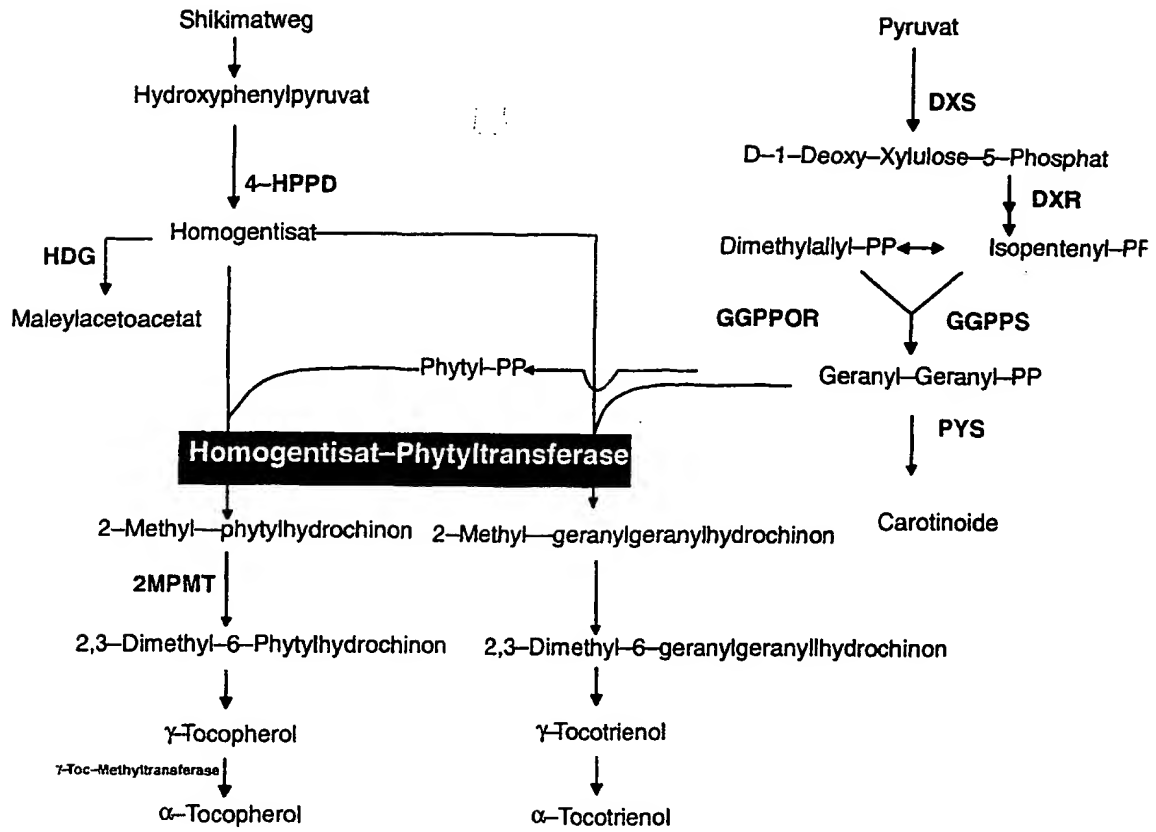 Shikimatweg
Pyruvat
Hydroxyphenylpyruvat
DXS
D–1–Deoxy–Xylulose–5–Phosphat
4–HPPD
DXR
Homogentisat
HDG
Dimethylallyl–PP
Isopentenyl–PP
Maleylacetoacetat
GGPPOR
GGPPS
Phytyl–PP
Geranyl–Geranyl–PP
PYS
Homogentisat–Phytyltransferase
2–Methyl–phytylhydrochinon
2–Methyl–geranylgeranylhydrochinon
Carotinoide
2MPMT
2,3–Dimethyl–6–Phytylhydrochinon
2,3–Dimethyl–6–geranylgeranyllhydrochinon
γ–Tocopherol
γ–Tocotrienol
γ–Toc–Methyltransferase
α–Tocopherol
α–Tocotrienol